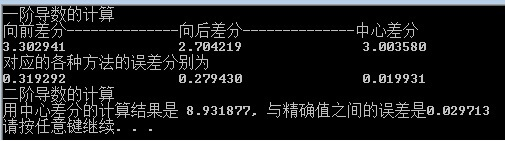 一阶导数的计算
向前差分--------------向后差分--------------中心差分
3.302941 2.704219 3.003580
对应的各种方法的误差分别为
0.319292 0.279430 0.019931
二阶导数的计算
用中心差分的计算结果是 8.931877, 与精确值之间的误差是0.029713
请按任意键继续. . .